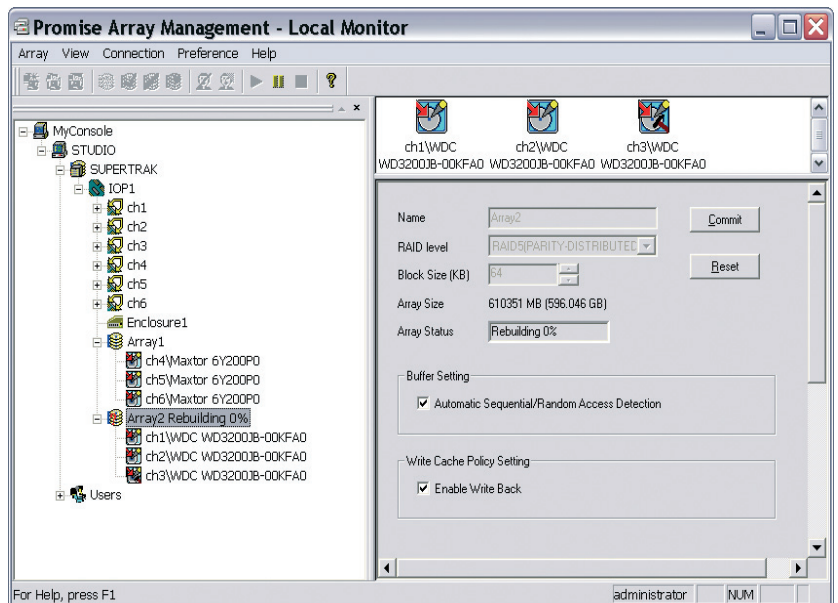 Promise Array Management - Local Monitor
Array View Connection Preference Help
MyConsole
STUDIO
SUPERTRAK
IOP1
ch1
ch2
ch3
ch4
ch5
ch6
Enclosure1
Array1
ch4\Maxtor 6Y200P0
ch5\Maxtor 6Y200P0
ch6\Maxtor 6Y200P0
Array2 Rebuilding 0%
ch1\WDC WD3200JB-00KFA0
ch2\WDC WD3200JB-00KFA0
ch3\WDC WD3200JB-00KFA0
Users
ch1\WDC ch2\WDC ch3\WDC
WD3200JB-00KFA0 WD3200JB-00KFA0 WD3200JB-00KFA0
Name Array2 Commit
RAID level RAID5(PARITY-DISTRIBUTED Reset
Block Size (KB) 64
Array Size 610351 MB (596.046 GB)
Array Status Rebuilding 0%
Buffer Setting
Automatic Sequential/Random Access Detection
Write Cache Policy Setting
Enable Write Back
For Help, press F1 administrator NUM